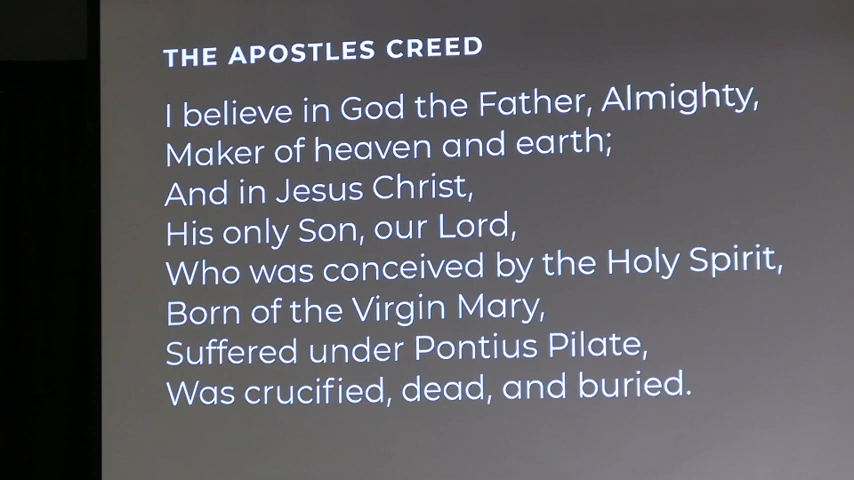 THE APOSTLES CREED
I believe in God the Father, Almighty,
Maker of heaven and earth;
And in Jesus Christ,
His only Son, our Lord,
Who was conceived by the Holy Spirit,
Born of the Virgin Mary,
Suffered under Pontius Pilate,
Was crucified, dead, and buried.